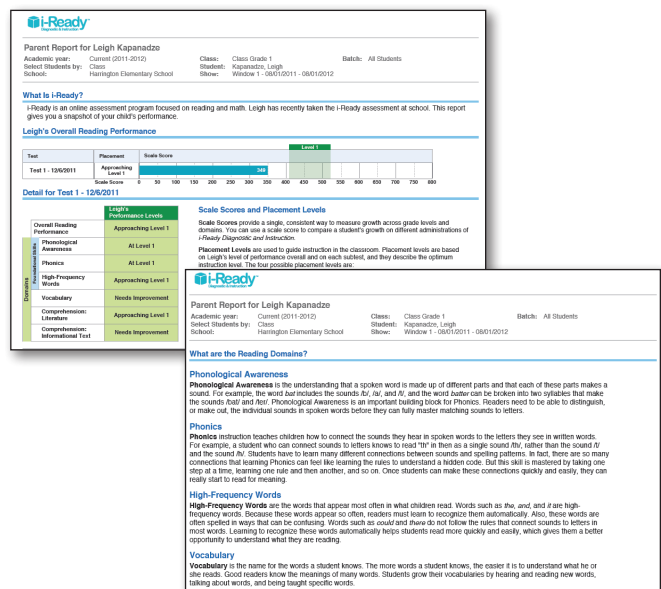 i-Ready
Diagnostic & Instruction
Parent Report for Leigh Kapanadze
Academic year: Current (2011-2012) Class: Class Grade 1 Batch: All Students
Select Students by: Class Student: Kapanadze, Leigh
School: Harrington Elementary School Show: Window 1 - 08/01/2011 - 08/01/2012
What Is i-Ready?
i-Ready is an online assessment program focused on reading and math. Leigh has recently taken the i-Ready assessment at school. This report
gives you a snapshot of your child's performance.
Leigh's Overall Reading Performance
Level 1
Test Placement Scale Score
Test 1 - 12/6/2011 Approaching Level 1 349
Scale Score 0 50 100 150 200 250 300 350 400 450 500 550 600 650 700 750 800
Detail for Test 1 - 12/6/2011
Leigh's
Performance Levels
Overall Reading
Performance Approaching Level 1
Domains
Foundational Skills
Phonological
Awareness At Level 1
Phonics At Level 1
High-Frequency
Words Approaching Level 1
Vocabulary Needs Improvement
Comprehension:
Literature Approaching Level 1
Comprehension:
Informational Text Needs Improvement
Scale Scores and Placement Levels
Scale Scores provide a single, consistent way to measure growth across grade levels and
domains. You can use a scale score to compare a student's growth on different administrations of
i-Ready Diagnostic and Instruction.
Placement Levels are used to guide instruction in the classroom. Placement levels are based
on Leigh's level of performance overall and on each subtest, and they describe the optimum
instruction level. The four possible placement levels are:
i-Ready
Diagnostic & Instruction
Parent Report for Leigh Kapanadze
Academic year: Current (2011-2012) Class: Class Grade 1 Batch: All Students
Select Students by: Class Student: Kapanadze, Leigh
School: Harrington Elementary School Show: Window 1 - 08/01/2011 - 08/01/2012
What are the Reading Domains?
Phonological Awareness
Phonological Awareness is the understanding that a spoken word is made up of different parts and that each of these parts makes a
sound. For example, the word bat includes the sounds /b/, /a/, and /t/, and the word batter can be broken into two syllables that make
the sounds /bat/ and /ter/. Phonological Awareness is an important building block for Phonics. Readers need to be able to distinguish,
or make out, the individual sounds in spoken words before they can fully master matching sounds to letters.
Phonics
Phonics instruction teaches children how to connect the sounds they hear in spoken words to the letters they see in written words.
For example, a student who can connect sounds to letters knows to read "th" in then as a single sound /th/, rather than the sound /t/
and the sound /h/. Students have to learn many different connections between sounds and spelling patterns. In fact, there are so many
connections that learning Phonics can feel like learning the rules to understand a hidden code. But this skill is mastered by taking one
step at a time, learning one rule and then another, and so on. Once students can make these connections quickly and easily, they can
really start to read for meaning.
High-Frequency Words
High-Frequency Words are the words that appear most often in what children read. Words such as the, and, and it are high-
frequency words. Because these words appear so often, readers must learn to recognize them automatically. Also, these words are
often spelled in ways that can be confusing. Words such as could and there do not follow the rules that connect sounds to letters in
most words. Learning to recognize these words automatically helps students read more quickly and easily, which gives them a better
opportunity to understand what they are reading.
Vocabulary
Vocabulary is the name for the words a student knows. The more words a student knows, the easier it is to understand what he or
she reads. Good readers know the meanings of many words. Students grow their vocabularies by hearing and reading new words,
talking about words, and being taught specific words.